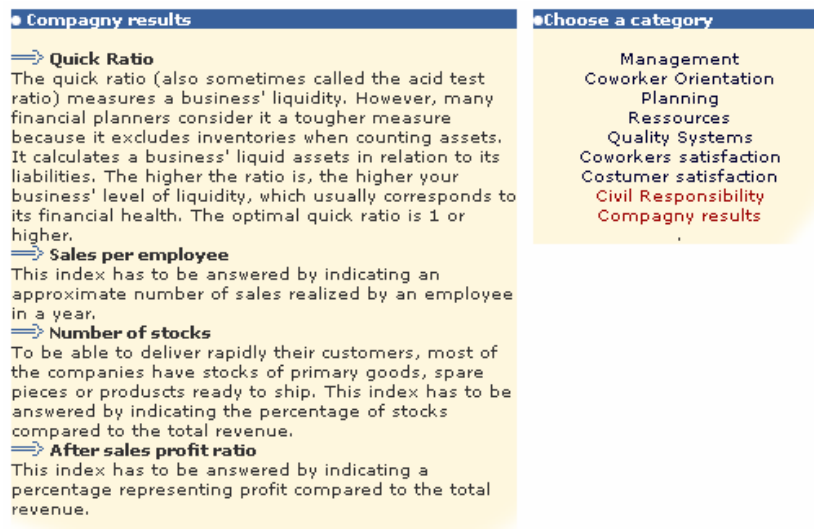 Compagny results
Quick Ratio
The quick ratio (also sometimes called the acid test
ratio) measures a business' liquidity. However, many
financial planners consider it a tougher measure
because it excludes inventories when counting assets.
It calculates a business' liquid assets in relation to its
liabilities. The higher the ratio is, the higher your
business' level of liquidity, which usually corresponds to
its financial health. The optimal quick ratio is 1 or
higher.
Sales per employee
This index has to be answered by indicating an
approximate number of sales realized by an employee
in a year.
Number of stocks
To be able to deliver rapidly their customers, most of
the companies have stocks of primary goods, spare
pieces or produscts ready to ship. This index has to be
answered by indicating the percentage of stocks
compared to the total revenue.
After sales profit ratio
This index has to be answered by indicating a
percentage representing profit compared to the total
revenue.
Choose a category
Management
Coworker Orientation
Planning
Ressources
Quality Systems
Coworkers satisfaction
Costumer satisfaction
Civil Responsibility
Compagny results
.